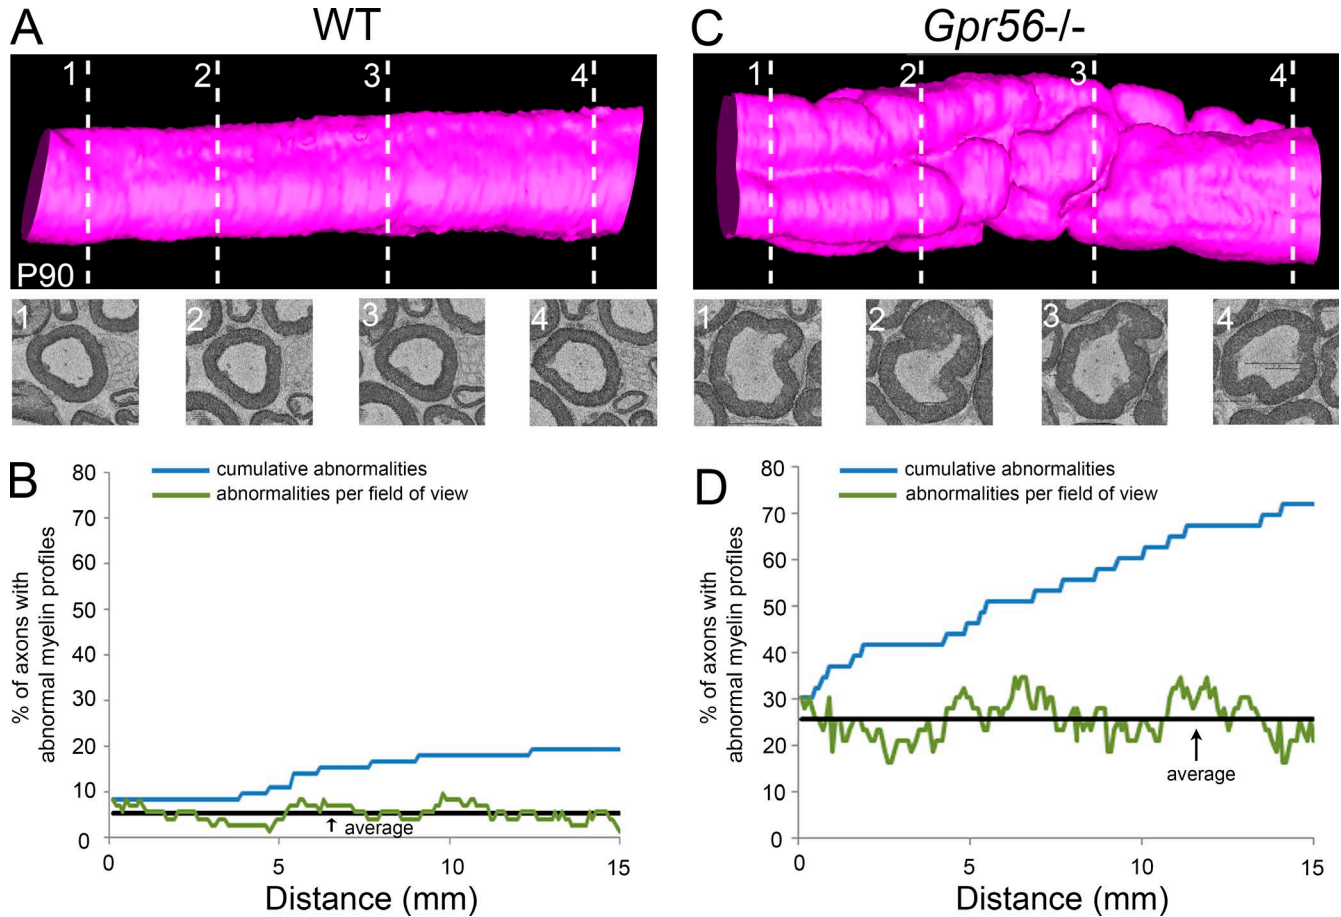 A
WT
1
2
3
4
P90
1
2
3
4
C
Gpr56-/-
1
2
3
4
1
2
3
4
B
cumulative abnormalities
abnormalities per field of view
% of axons with
abnormal myelin profiles
80
70
60
50
40
30
20
10
0
average
0
5
10
15
Distance (mm)
D
cumulative abnormalities
abnormalities per field of view
% of axons with
abnormal myelin profiles
80
70
60
50
40
30
20
10
0
average
0
5
10
15
Distance (mm)